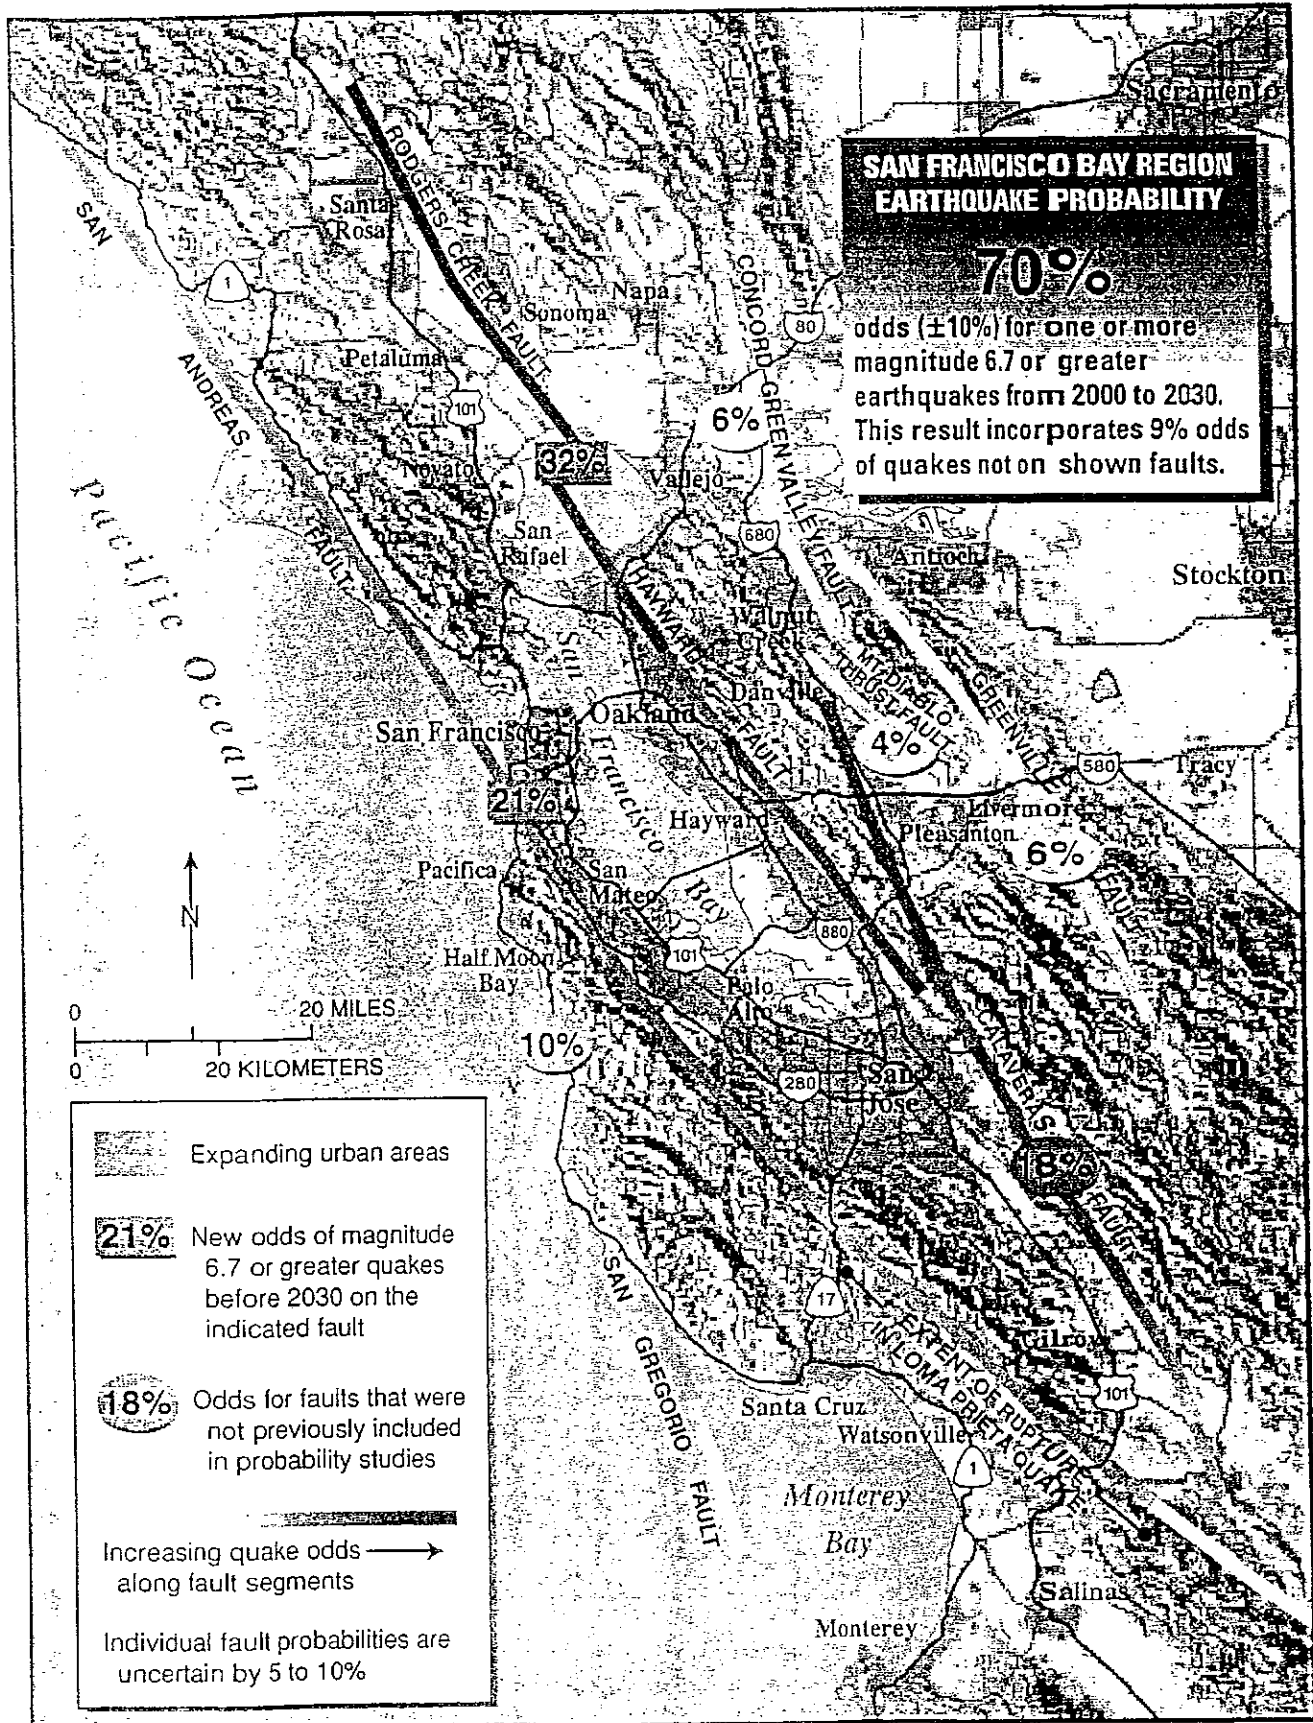 Sacramento
SAN FRANCISCO BAY REGION
EARTHQUAKE PROBABILITY
70%
odds (±10%) for one or more
magnitude 6.7 or greater
earthquakes from 2000 to 2030.
This result incorporates 9% odds
of quakes not on shown faults.
SAN
ANDREAS
FAULT
1
Santa
Rosa
RODGERS CREEK FAULT
Napa
Sonoma
Petaluma
101
CONCORD-GREEN VALLEY FAULT
80
6%
32%
Novato
Vallejo
San
Rafael
680
Antioch
Stockton
HAYWARD
FAULT
Walnut
Creek
MT. DIABLO
THRUST FAULT
GREENVILLE
FAULT
Danville
4%
Pacific Ocean
San Francisco
Oakland
San
Francisco
Bay
580
Tracy
21%
Hayward
Livermore
Pleasanton
6%
Pacifica
San
Mateo
N
880
101
Half Moon
Bay
Palo
Alto
0
20 MILES
0
20 KILOMETERS
10%
280
San
Jose
CALAVERAS
FAULT
18%
Expanding urban areas
21%
New odds of magnitude
6.7 or greater quakes
before 2030 on the
indicated fault
18%
Odds for faults that were
not previously included
in probability studies
Increasing quake odds
along fault segments
Individual fault probabilities are
uncertain by 5 to 10%
SAN
GREGORIO
FAULT
17
EXTENT OF RUPTURE
IN LOMA PRIETA QUAKE
Gilroy
101
Santa Cruz
Watsonville
1
Monterey
Bay
Salinas
Monterey